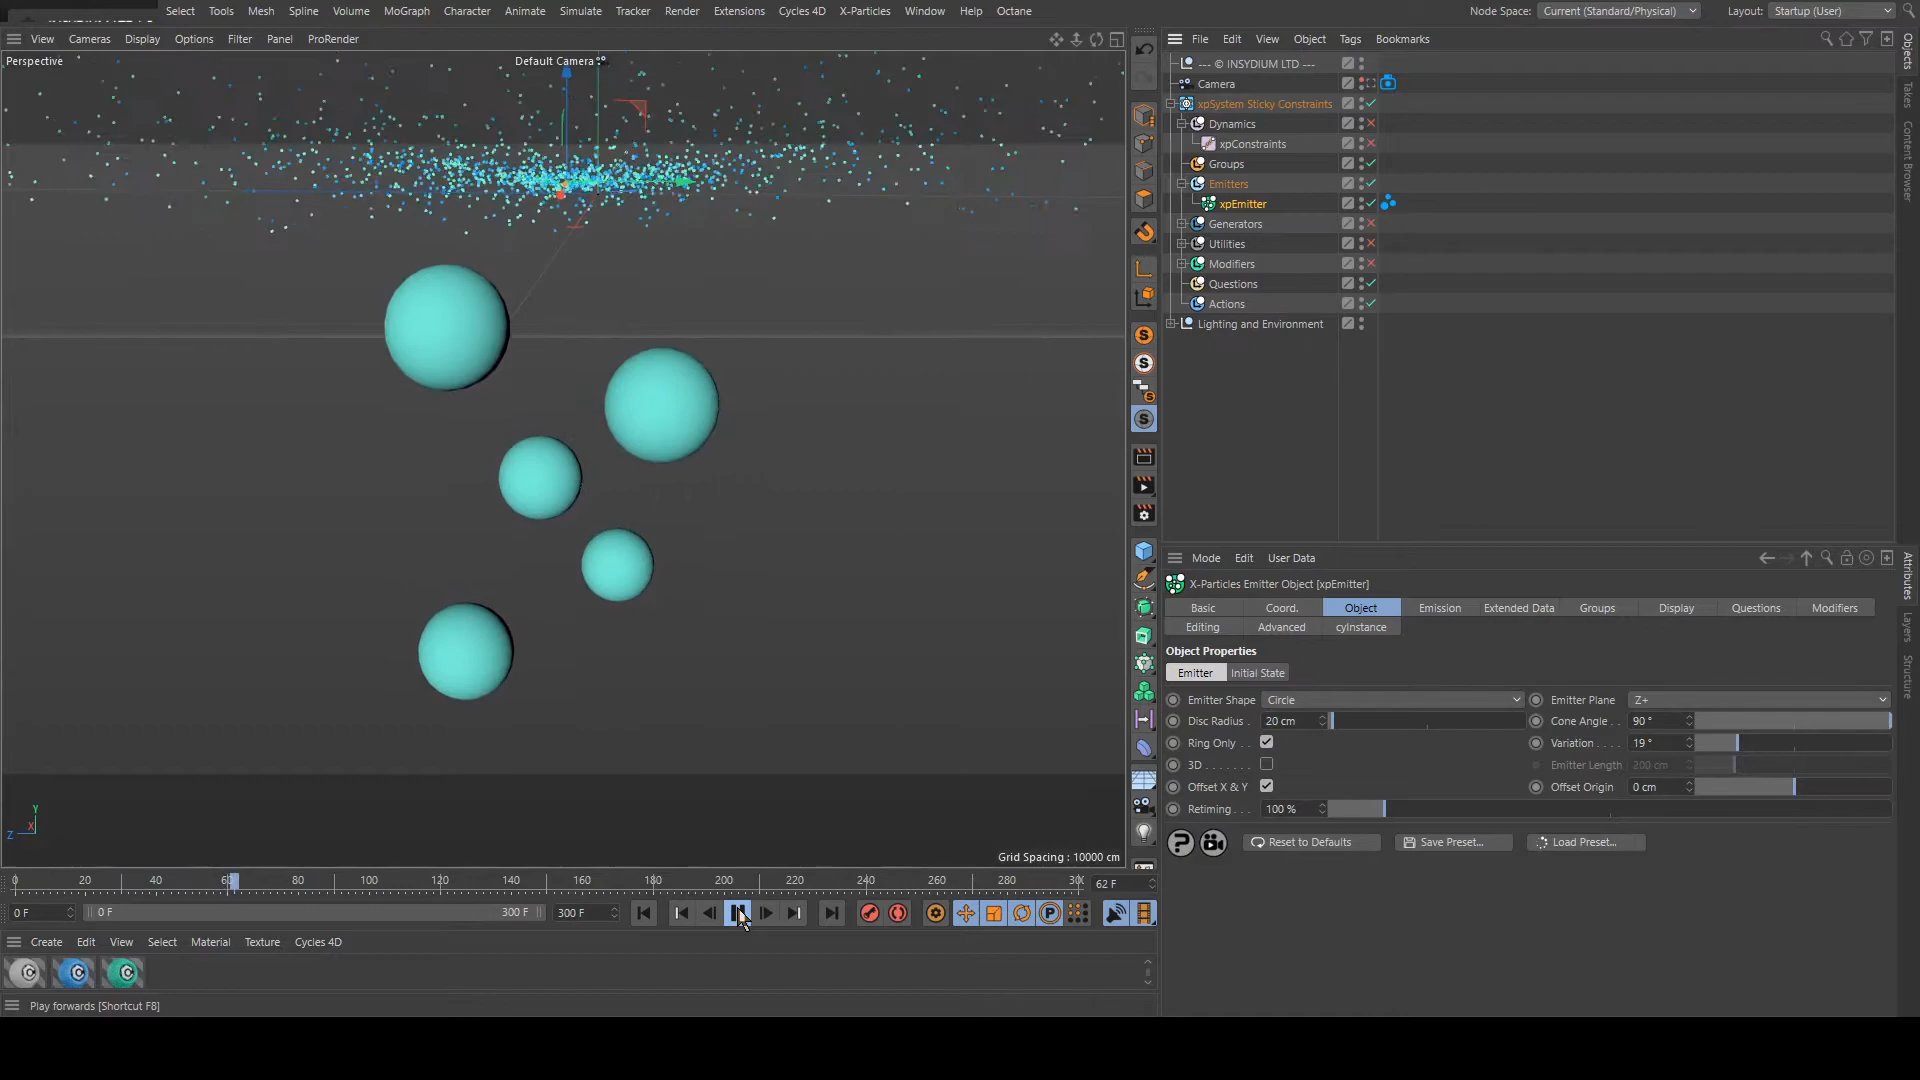 Select Tools Mesh Spline Volume MoGraph Character Animate Simulate Tracker Render Extensions Cycles 4D X-Particles Window Help Octane
Node Space: Current (Standard/Physical) Layout: Startup (User)
View Cameras Display Options Filter Panel ProRender
File Edit View Object Tags Bookmarks
Perspective
Default Camera
--- © INSYDIUM LTD ---
Camera
xpSystem Sticky Constraints
Dynamics
xpConstraints
Groups
Emitters
xpEmitter
Generators
Utilities
Modifiers
Questions
Actions
Lighting and Environment
Objects
Takes
Content Browser
Mode Edit User Data
X-Particles Emitter Object [xpEmitter]
Basic Coord. Object Emission Extended Data Groups Display Questions Modifiers
Editing Advanced cyInstance
Object Properties
Emitter Initial State
Emitter Shape Circle Emitter Plane Z+
Disc Radius . 20 cm Cone Angle . . 90 °
Ring Only . . Variation . . . . 19 °
3D . . . . . . . Emitter Length 200 cm
Offset X & Y Offset Origin 0 cm
Retiming . . . 100 %
Reset to Defaults Save Preset... Load Preset...
Attributes
Layers
Structure
Y
Z X
Grid Spacing : 10000 cm
0 20 40 60 80 100 120 140 160 180 200 220 240 260 280 30 62 F
0 F 0 F 300 F 300 F
Create Edit View Select Material Texture Cycles 4D
Play forwards [Shortcut F8]